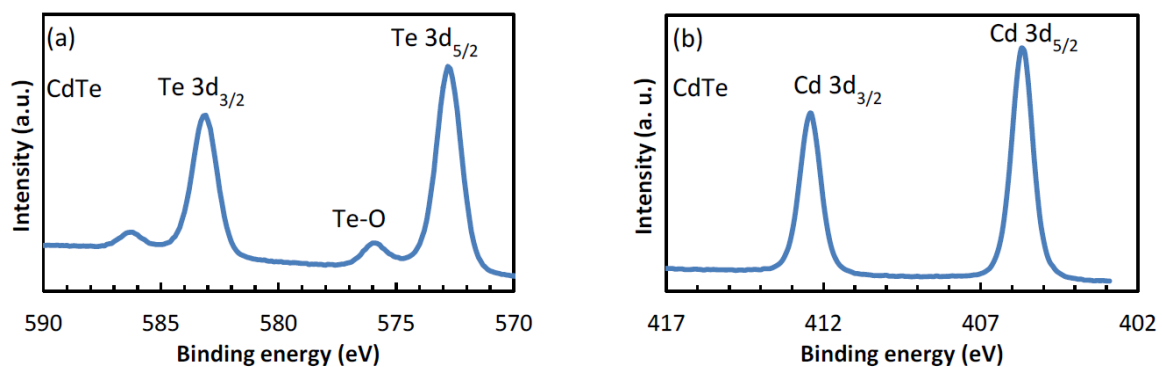 (a)
Te 3d5/2
CdTe
Te 3d3/2
Te-O
Intensity (a.u.)
590 585 580 575 570
Binding energy (eV)
(b)
Cd 3d5/2
CdTe
Cd 3d3/2
Intensity (a. u.)
417 412 407 402
Binding energy (eV)